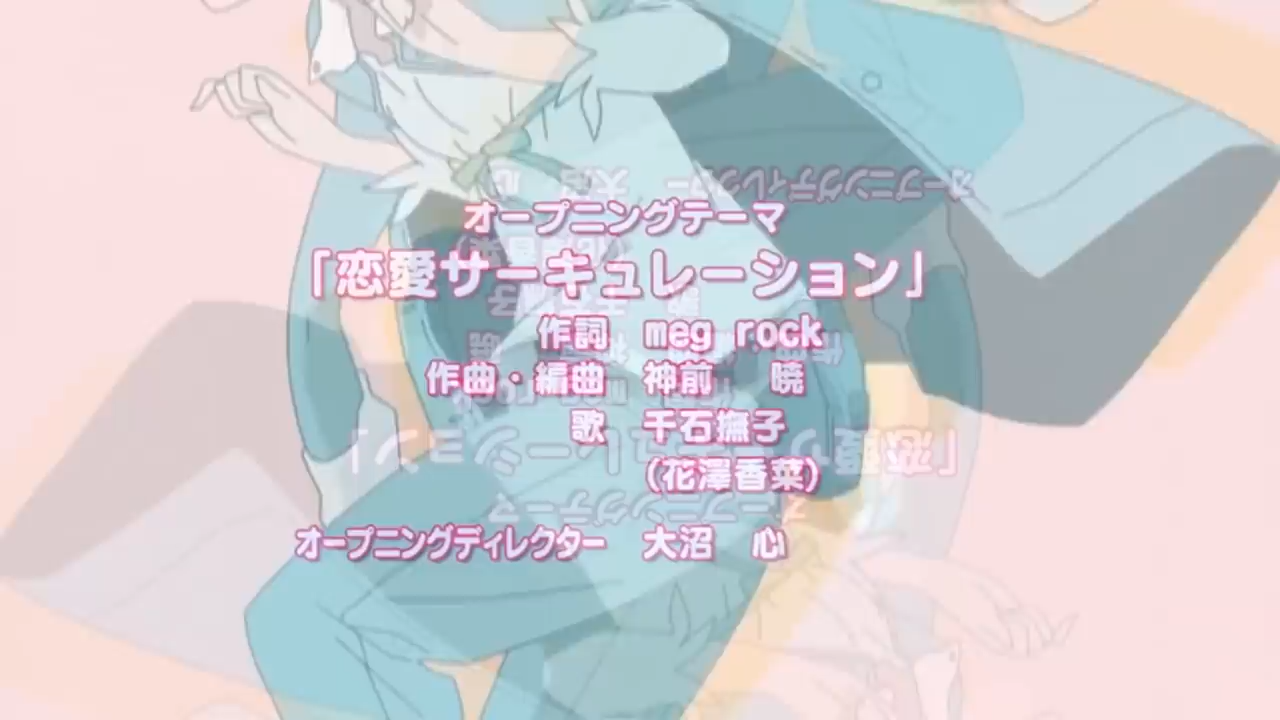 オープニングテーマ
「恋愛サーキュレーション」
作詞　meg rock
作曲・編曲　神前　暁
歌　千石撫子
（花澤香菜）
オープニングディレクター　大沼　心